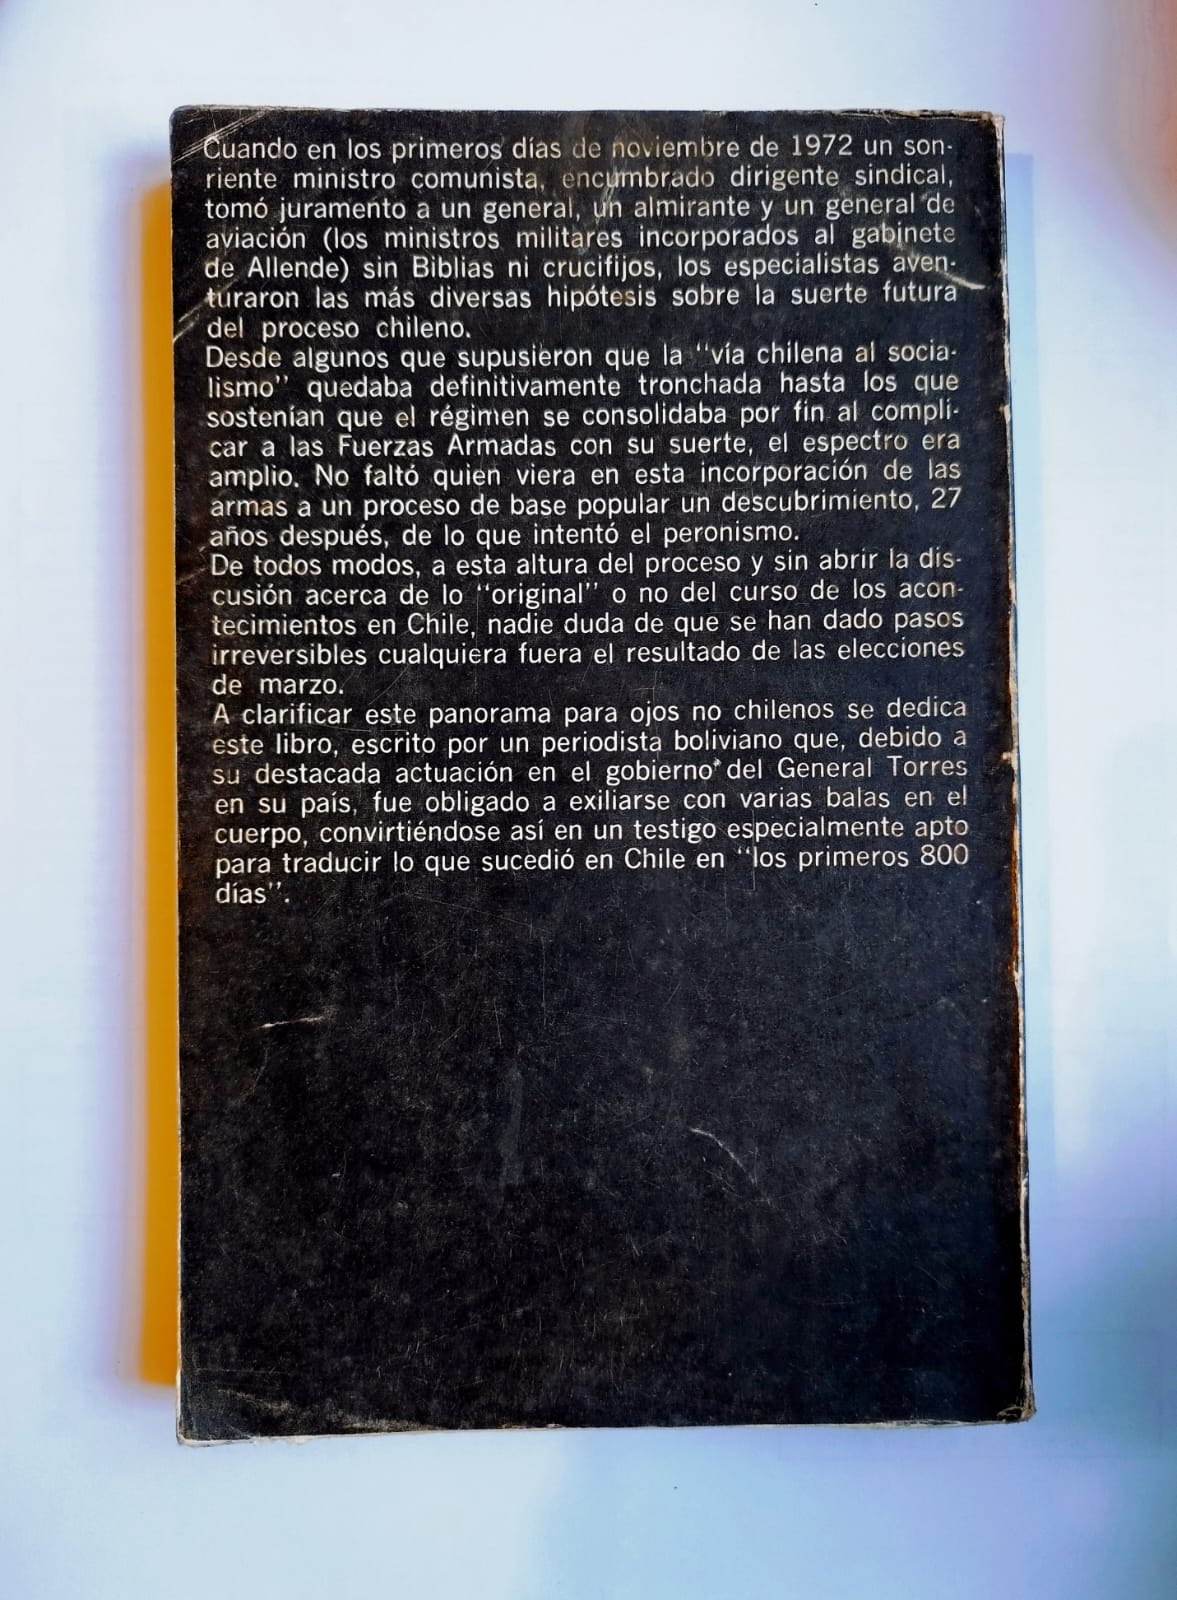 Cuando en los primeros días de noviembre de 1972 un son-
riente ministro comunista, encumbrado dirigente sindical,
tomó juramento a un general, un almirante y un general de
aviación (los ministros militares incorporados al gabinete
de Allende) sin Biblias ni crucifijos, los especialistas aven-
turaron las más diversas hipótesis sobre la suerte futura
del proceso chileno.
Desde algunos que supusieron que la "vía chilena al socia-
lismo" quedaba definitivamente tronchada hasta los que
sostenían que el régimen se consolidaba por fin al compli-
car a las Fuerzas Armadas con su suerte, el espectro era
amplio. No faltó quien viera en esta incorporación de las
armas a un proceso de base popular un descubrimiento, 27
años después, de lo que intentó el peronismo.
De todos modos, a esta altura del proceso y sin abrir la dis-
cusión acerca de lo "original" o no del curso de los acon-
tecimientos en Chile, nadie duda de que se han dado pasos
irreversibles cualquiera fuera el resultado de las elecciones
de marzo.
A clarificar este panorama para ojos no chilenos se dedica
este libro, escrito por un periodista boliviano que, debido a
su destacada actuación en el gobierno del General Torres
en su país, fue obligado a exiliarse con varias balas en el
cuerpo, convirtiéndose así en un testigo especialmente apto
para traducir lo que sucedió en Chile en "los primeros 800
días".